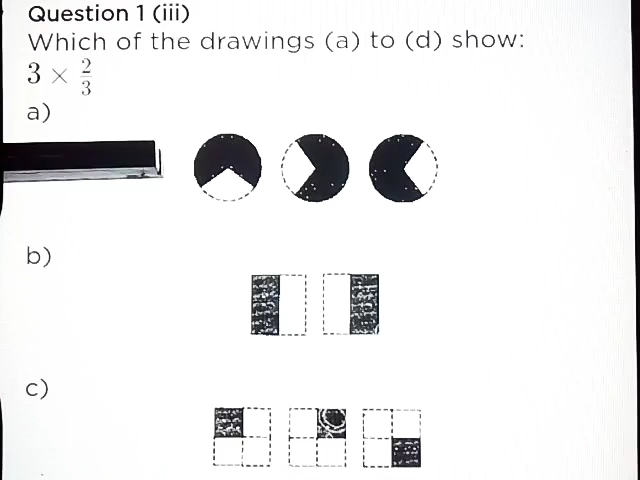 Question 1 (iii)
Which of the drawings (a) to (d) show:
3 × 2/3
a)
b)
c)